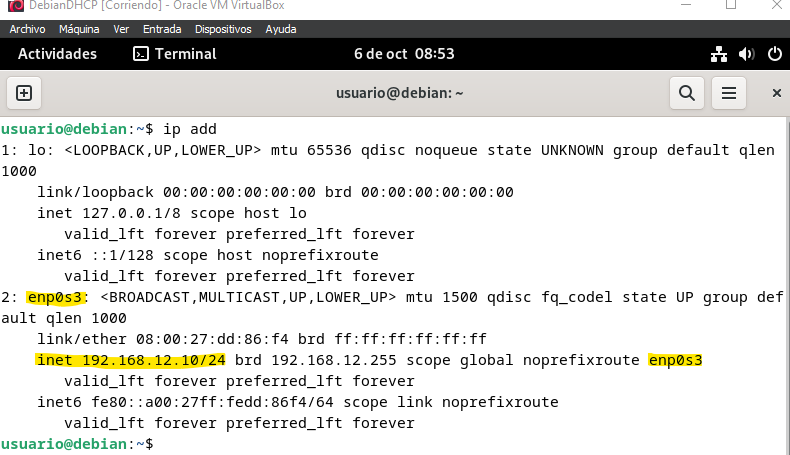 DebianDHCP [Corriendo] - Oracle VM VirtualBox
Archivo Máquina Ver Entrada Dispositivos Ayuda
Actividades Terminal 6 de oct 08:53
usuario@debian: ~
usuario@debian:~$ ip add
1: lo: <LOOPBACK,UP,LOWER_UP> mtu 65536 qdisc noqueue state UNKNOWN group default qlen
1000
    link/loopback 00:00:00:00:00:00 brd 00:00:00:00:00:00
    inet 127.0.0.1/8 scope host lo
       valid_lft forever preferred_lft forever
    inet6 ::1/128 scope host noprefixroute
       valid_lft forever preferred_lft forever
2: enp0s3: <BROADCAST,MULTICAST,UP,LOWER_UP> mtu 1500 qdisc fq_codel state UP group def
ault qlen 1000
    link/ether 08:00:27:dd:86:f4 brd ff:ff:ff:ff:ff:ff
    inet 192.168.12.10/24 brd 192.168.12.255 scope global noprefixroute enp0s3
       valid_lft forever preferred_lft forever
    inet6 fe80::a00:27ff:fedd:86f4/64 scope link noprefixroute
       valid_lft forever preferred_lft forever
usuario@debian:~$